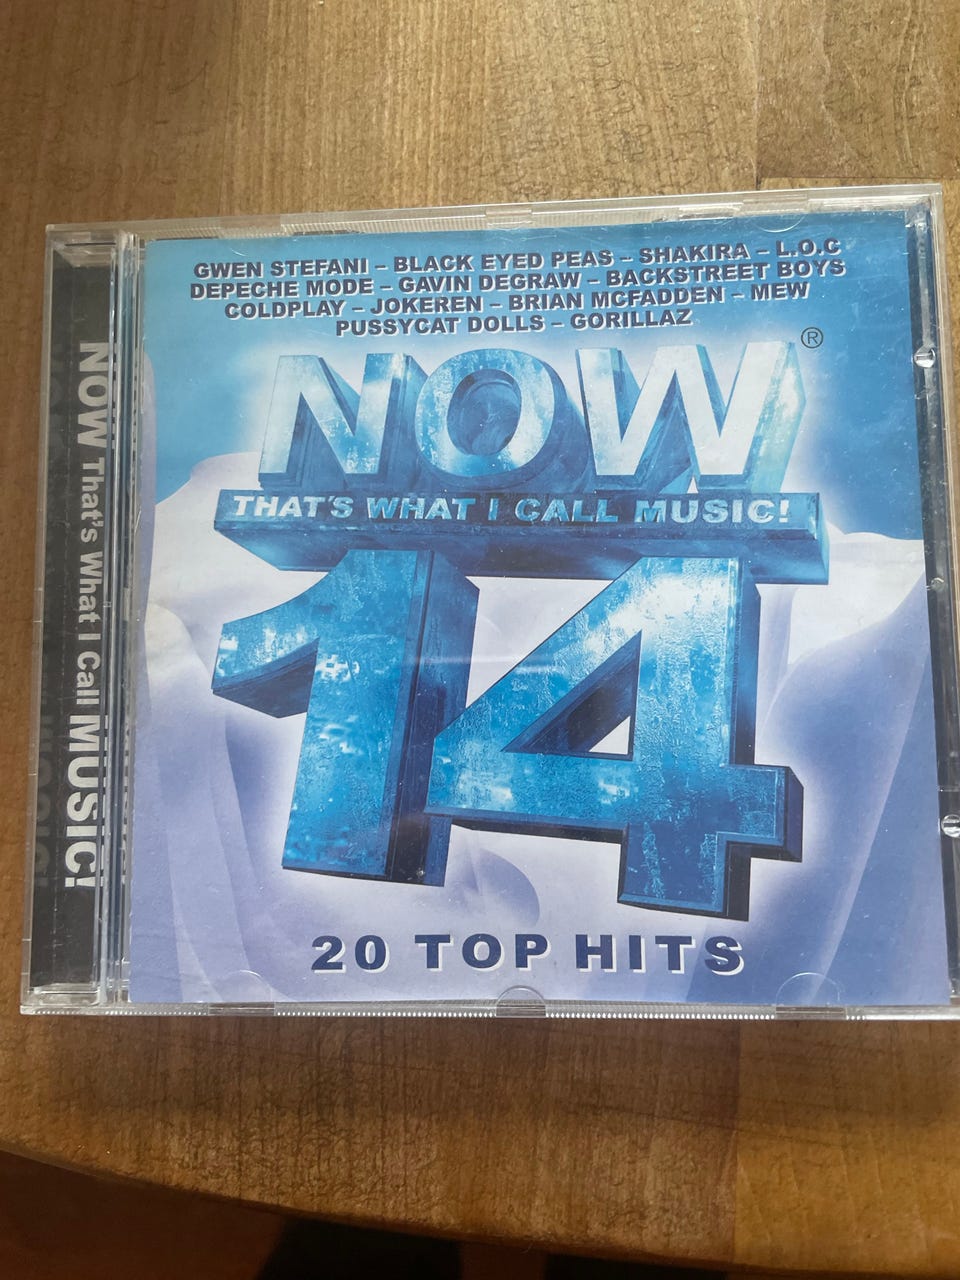 GWEN STEFANI – BLACK EYED PEAS – SHAKIRA – L.O.C
DEPECHE MODE – GAVIN DEGRAW – BACKSTREET BOYS
COLDPLAY – JOKEREN – BRIAN MCFADDEN – MEW
PUSSYCAT DOLLS – GORILLAZ
NOW®
THAT'S WHAT I CALL MUSIC!
14
20 TOP HITS
NOW That's What I Call MUSIC!